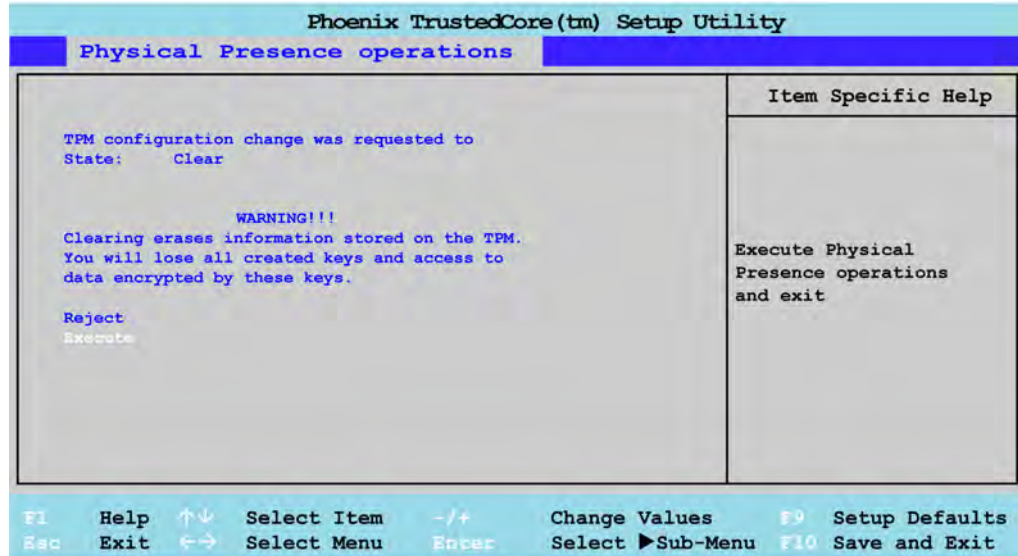 Phoenix TrustedCore(tm) Setup Utility
Physical Presence operations
Item Specific Help
TPM configuration change was requested to
State: Clear
WARNING!!!
Clearing erases information stored on the TPM.
You will lose all created keys and access to
data encrypted by these keys.
Reject
Execute
Execute Physical
Presence operations
and exit
F1 Help ↑↓ Select Item -/+ Change Values F9 Setup Defaults
Esc Exit ←→ Select Menu Enter Select ▶Sub-Menu F10 Save and Exit